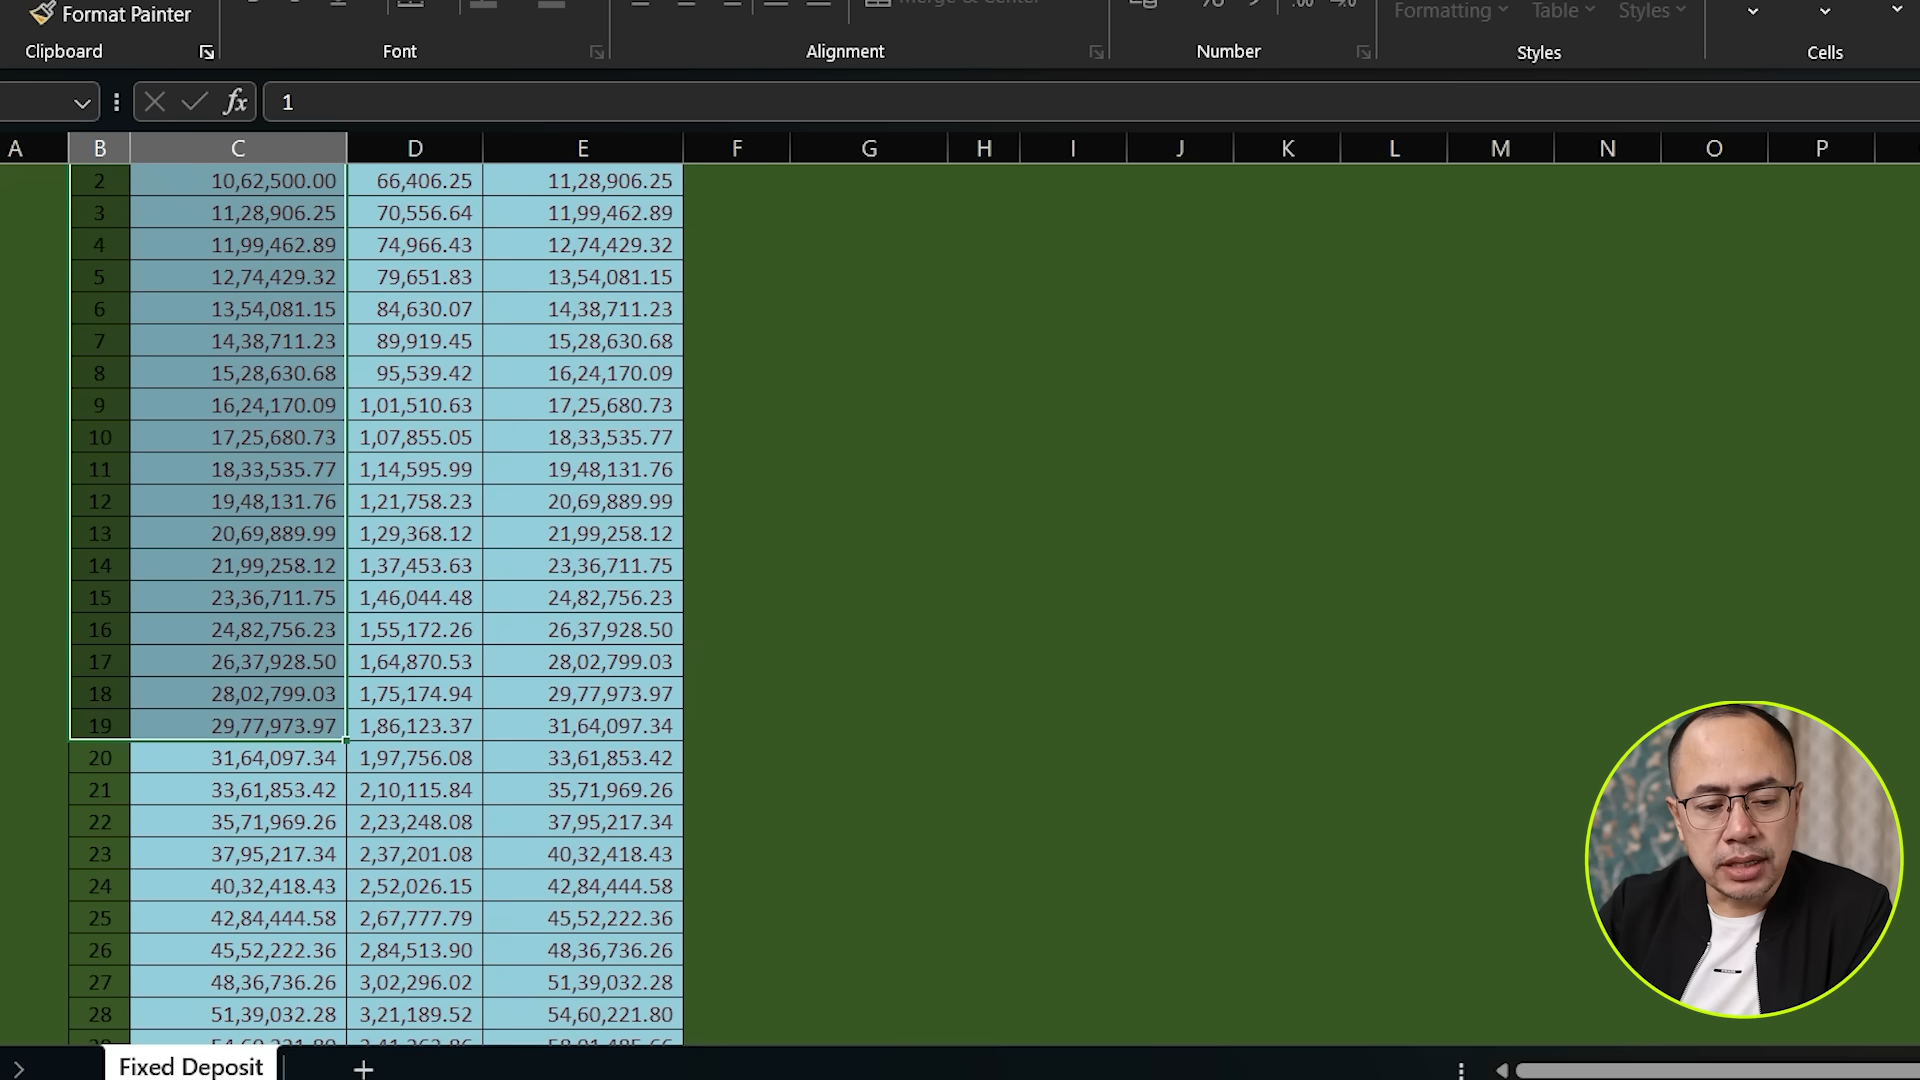 Format Painter
Merge & Center
Formatting Table Styles
Clipboard Font Alignment Number Styles Cells
fx 1
A B C D E F G H I J K L M N O P
2 10,62,500.00 66,406.25 11,28,906.25
3 11,28,906.25 70,556.64 11,99,462.89
4 11,99,462.89 74,966.43 12,74,429.32
5 12,74,429.32 79,651.83 13,54,081.15
6 13,54,081.15 84,630.07 14,38,711.23
7 14,38,711.23 89,919.45 15,28,630.68
8 15,28,630.68 95,539.42 16,24,170.09
9 16,24,170.09 1,01,510.63 17,25,680.73
10 17,25,680.73 1,07,855.05 18,33,535.77
11 18,33,535.77 1,14,595.99 19,48,131.76
12 19,48,131.76 1,21,758.23 20,69,889.99
13 20,69,889.99 1,29,368.12 21,99,258.12
14 21,99,258.12 1,37,453.63 23,36,711.75
15 23,36,711.75 1,46,044.48 24,82,756.23
16 24,82,756.23 1,55,172.26 26,37,928.50
17 26,37,928.50 1,64,870.53 28,02,799.03
18 28,02,799.03 1,75,174.94 29,77,973.97
19 29,77,973.97 1,86,123.37 31,64,097.34
20 31,64,097.34 1,97,756.08 33,61,853.42
21 33,61,853.42 2,10,115.84 35,71,969.26
22 35,71,969.26 2,23,248.08 37,95,217.34
23 37,95,217.34 2,37,201.08 40,32,418.43
24 40,32,418.43 2,52,026.15 42,84,444.58
25 42,84,444.58 2,67,777.79 45,52,222.36
26 45,52,222.36 2,84,513.90 48,36,736.26
27 48,36,736.26 3,02,296.02 51,39,032.28
28 51,39,032.28 3,21,189.52 54,60,221.80
Fixed Deposit